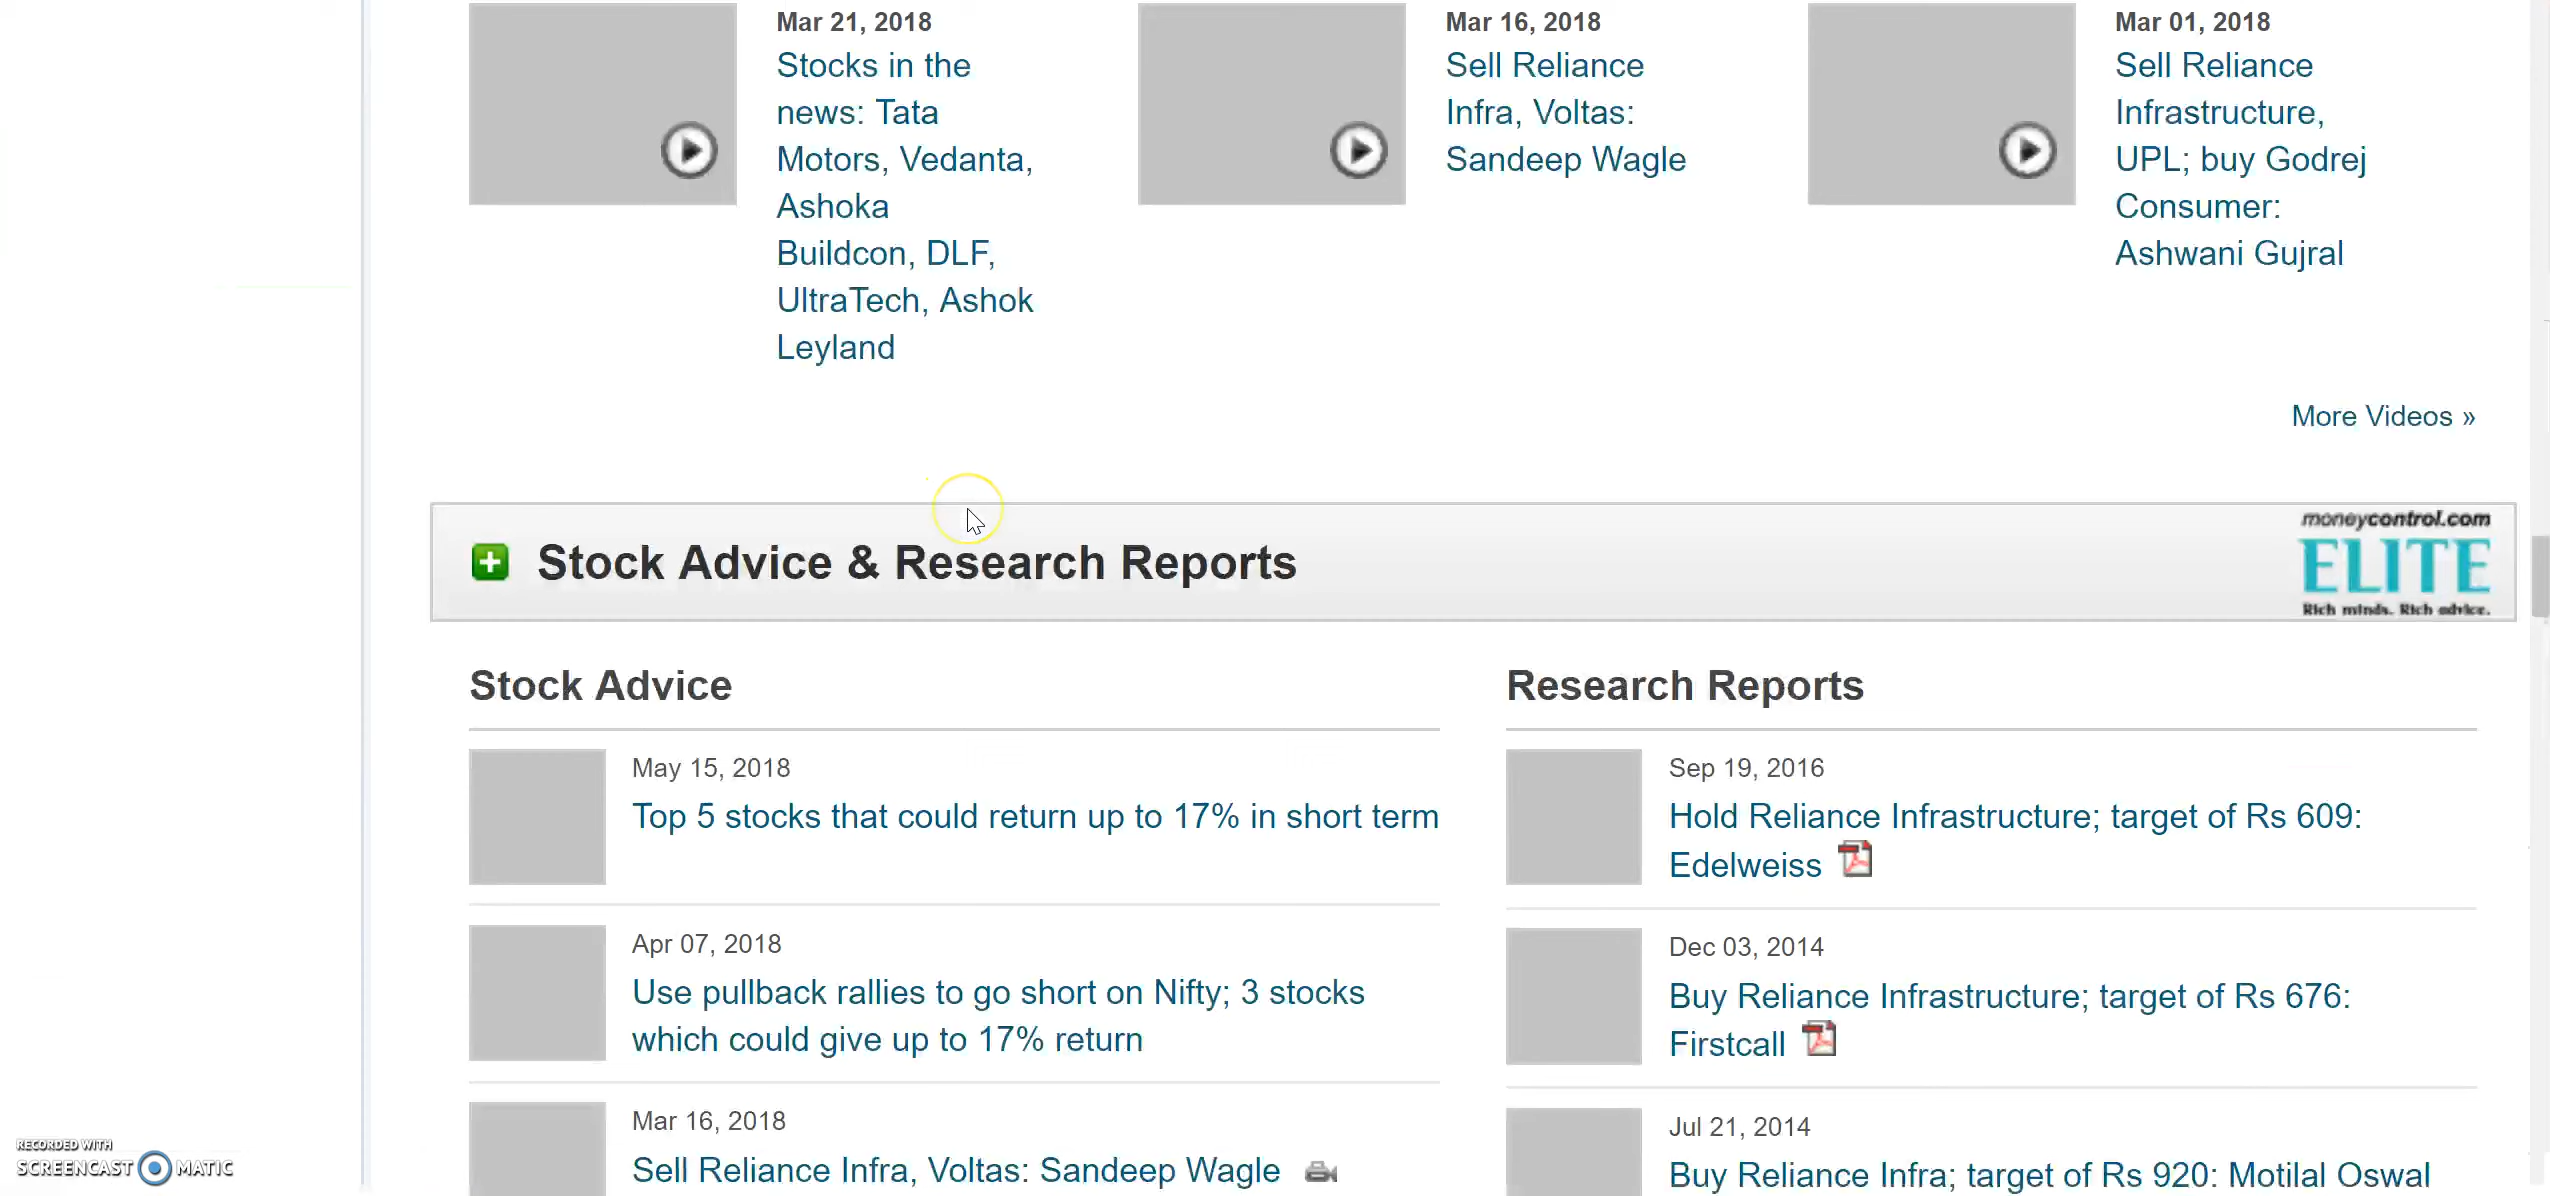 Mar 21, 2018
Stocks in the
news: Tata
Motors, Vedanta,
Ashoka
Buildcon, DLF,
UltraTech, Ashok
Leyland
Mar 16, 2018
Sell Reliance
Infra, Voltas:
Sandeep Wagle
Mar 01, 2018
Sell Reliance
Infrastructure,
UPL; buy Godrej
Consumer:
Ashwani Gujral
More Videos »
Stock Advice & Research Reports
moneycontrol.com
ELITE
Rich minds. Rich advice.
Stock Advice
May 15, 2018
Top 5 stocks that could return up to 17% in short term
Apr 07, 2018
Use pullback rallies to go short on Nifty; 3 stocks
which could give up to 17% return
Mar 16, 2018
Sell Reliance Infra, Voltas: Sandeep Wagle
Research Reports
Sep 19, 2016
Hold Reliance Infrastructure; target of Rs 609:
Edelweiss
Dec 03, 2014
Buy Reliance Infrastructure; target of Rs 676:
Firstcall
Jul 21, 2014
Buy Reliance Infra; target of Rs 920: Motilal Oswal
RECORDED WITH
SCREENCAST MATIC